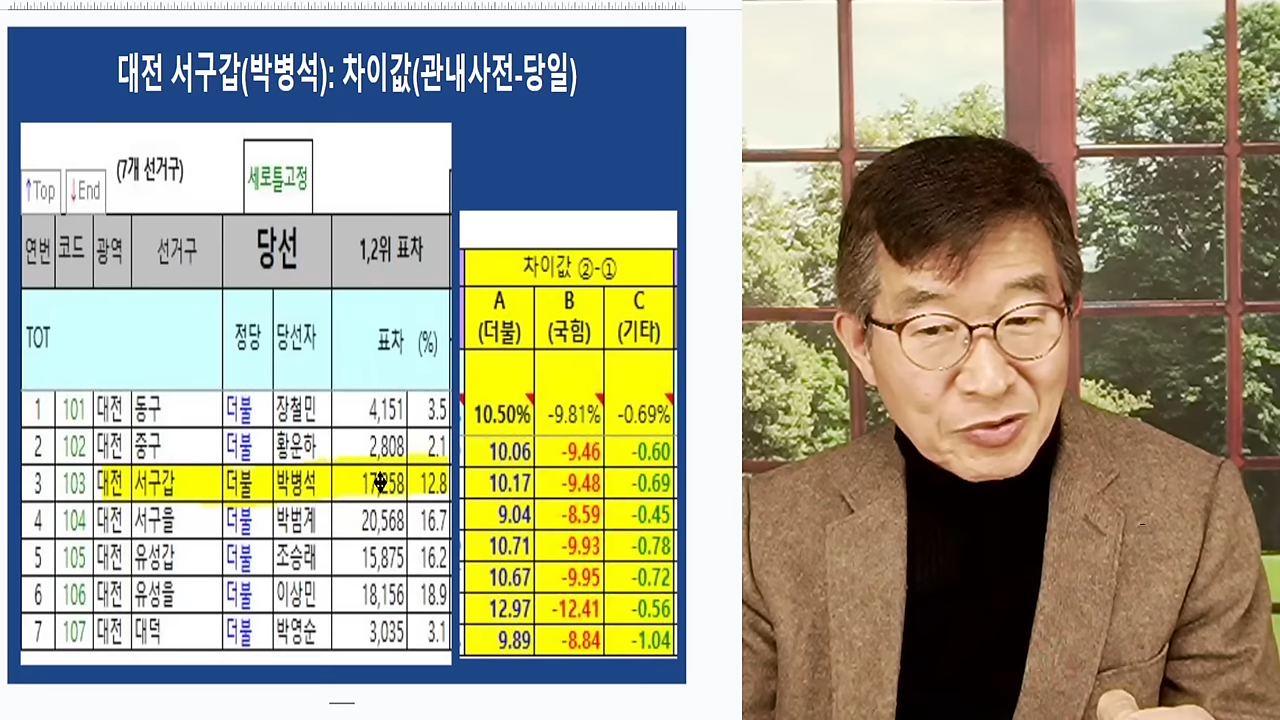 대전 서구갑(박병석): 차이값(관내사전-당일)
↑Top ↓End (7개 선거구) 세로틀고정
연번 코드 광역 선거구 당선 1,2위 표차
TOT 정당 당선자 표차 (%)
1 101 대전 동구 더불 장철민 4,151 3.5
2 102 대전 중구 더불 황운하 2,808 2.1
3 103 대전 서구갑 더불 박병석 17,258 12.8
4 104 대전 서구을 더불 박범계 20,568 16.7
5 105 대전 유성갑 더불 조승래 15,875 16.2
6 106 대전 유성을 더불 이상민 18,156 18.9
7 107 대전 대덕 더불 박영순 3,035 3.1
차이값 ②-①
A B C
(더불) (국힘) (기타)
10.50% -9.81% -0.69%
10.06 -9.46 -0.60
10.17 -9.48 -0.69
9.04 -8.59 -0.45
10.71 -9.93 -0.78
10.67 -9.95 -0.72
12.97 -12.41 -0.56
9.89 -8.84 -1.04